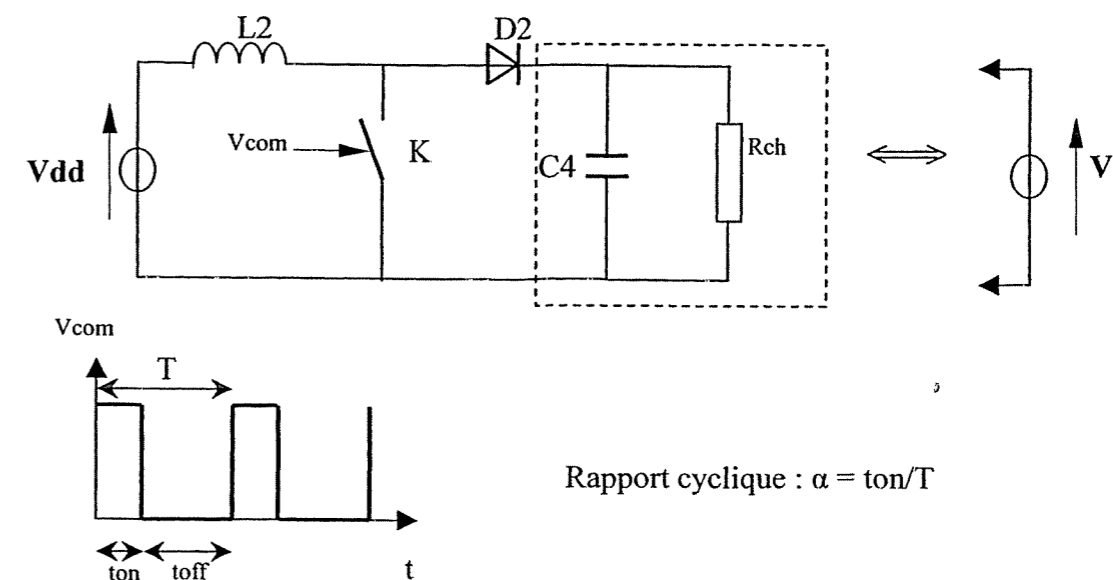 L2
D2
Vcom
K
Vdd
C4
Rch
V
Vcom
T
Rapport cyclique : α = ton/T
ton
toff
t